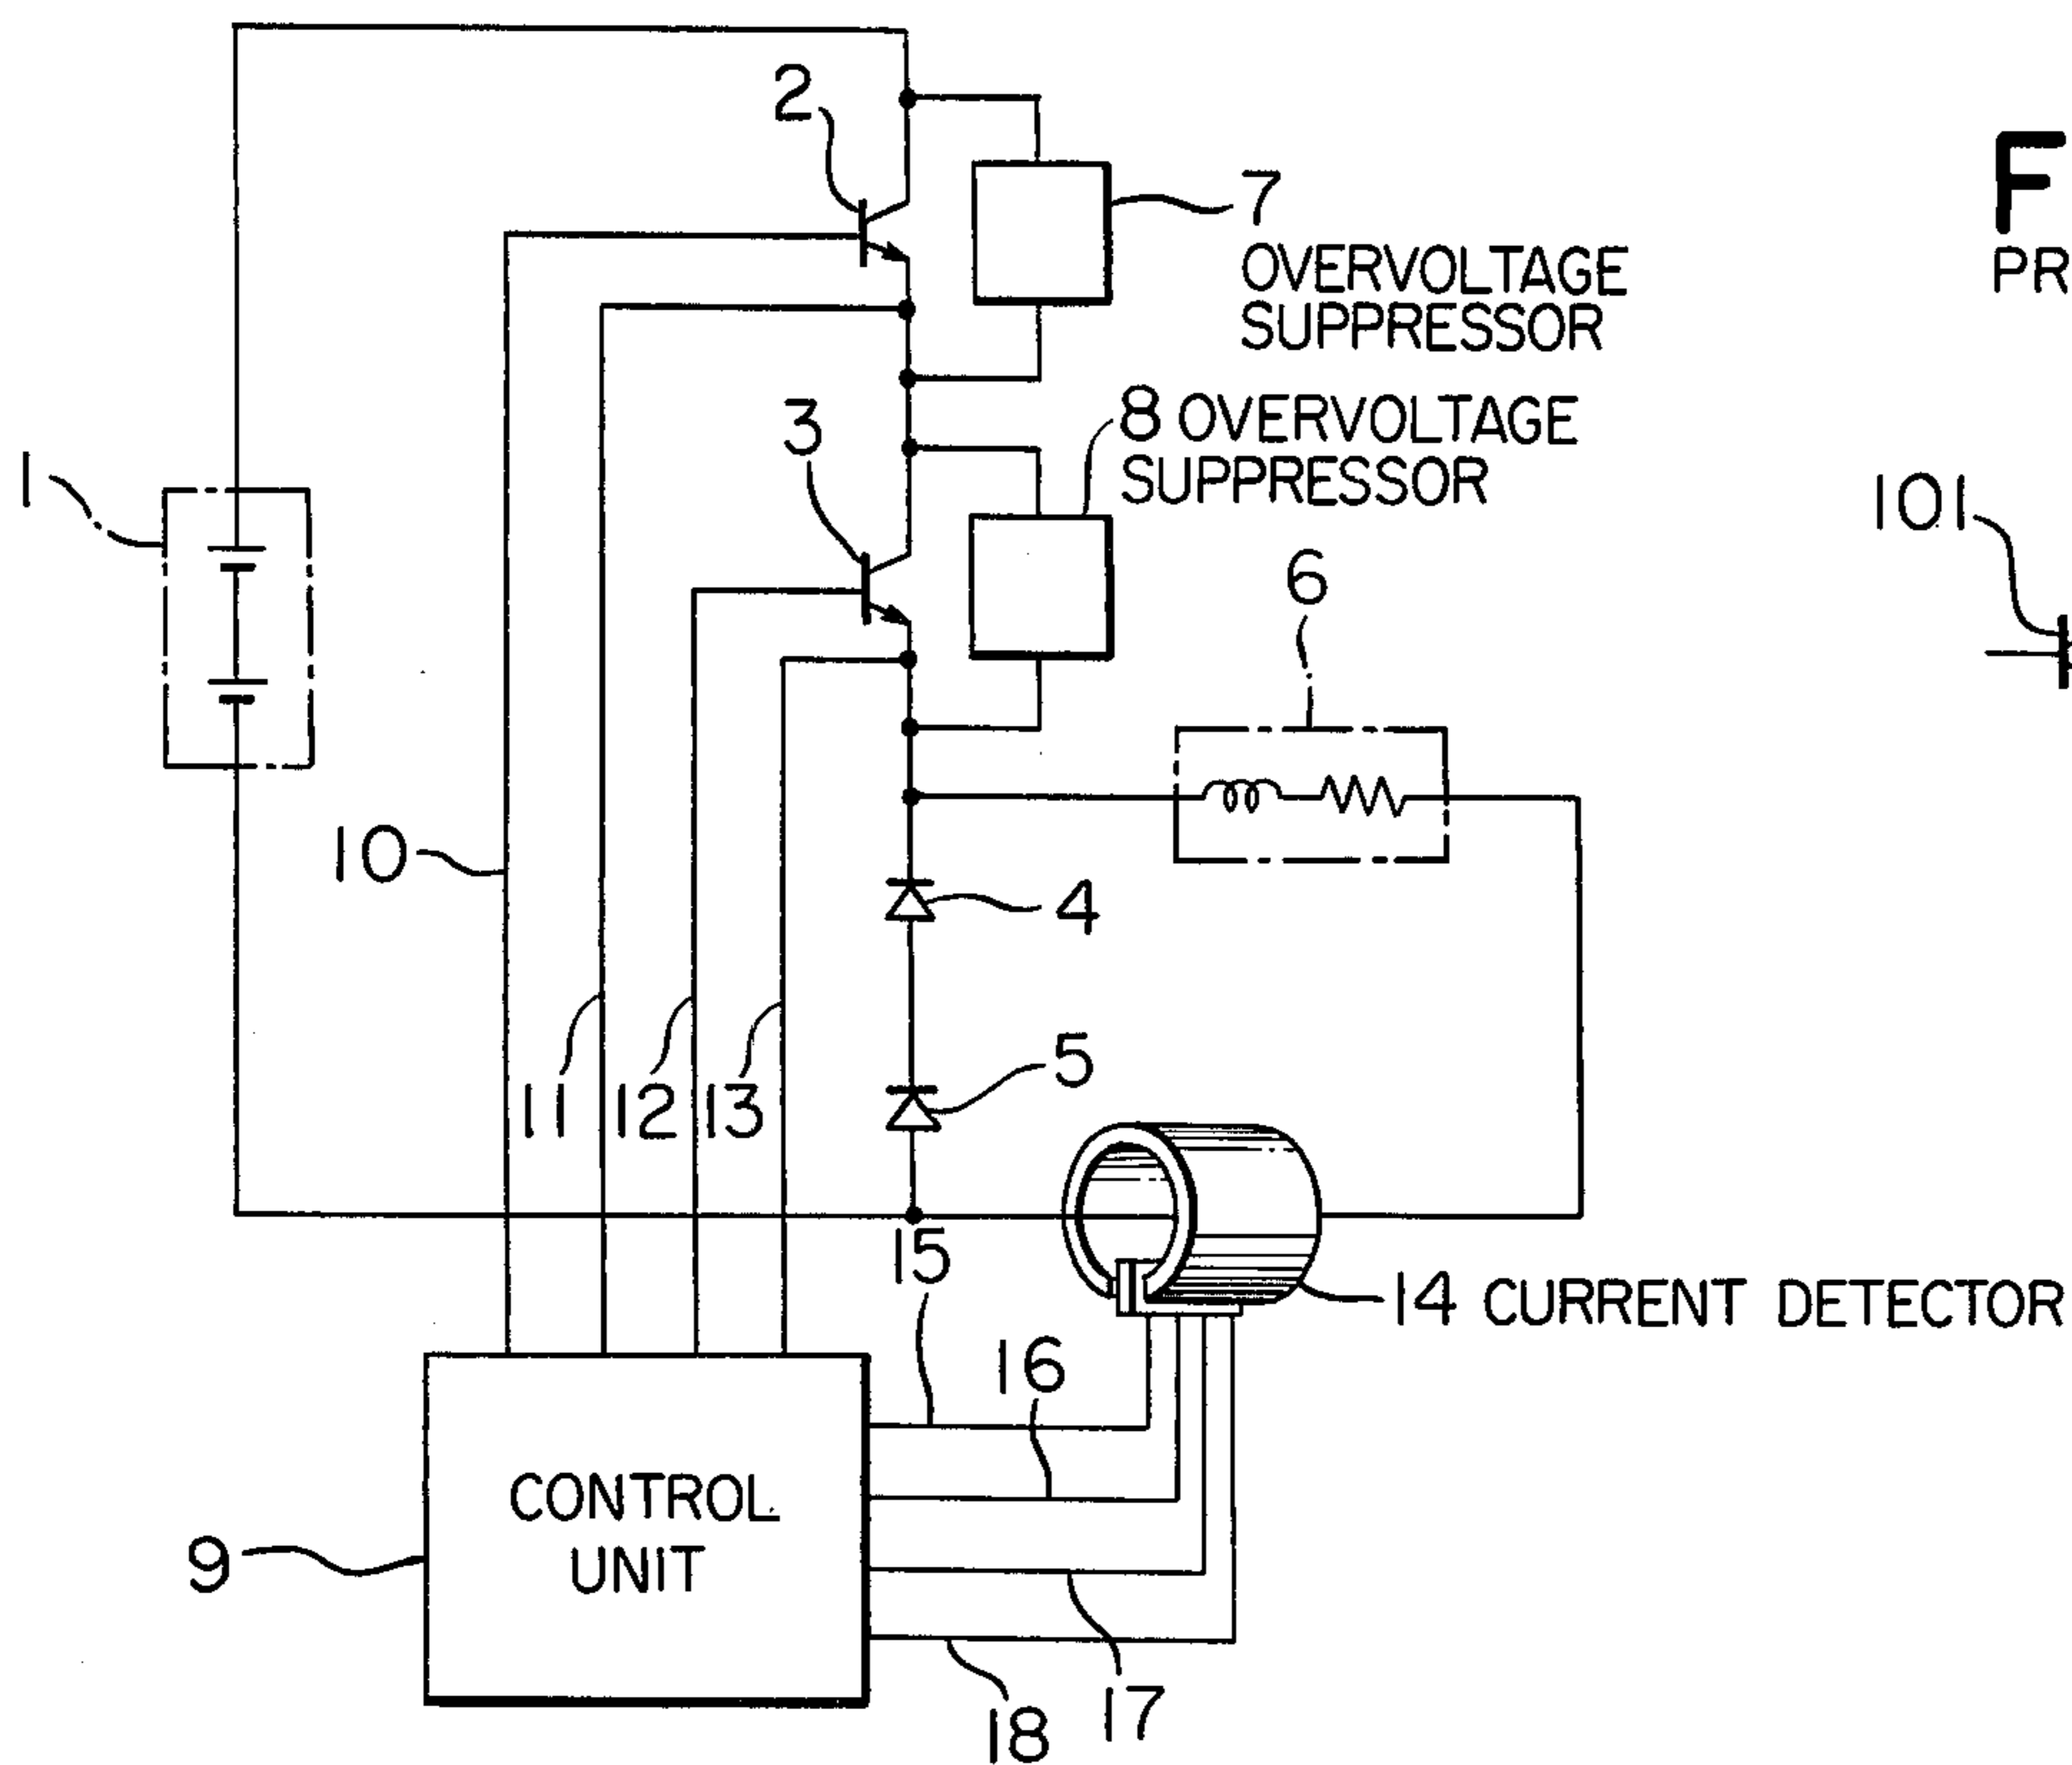 2
7
OVERVOLTAGE
SUPPRESSOR
F
PR
3
8 OVERVOLTAGE
SUPPRESSOR
1
101
6
10
4
5
11
12
13
15
14 CURRENT DETECTOR
16
CONTROL
UNIT
9
17
18